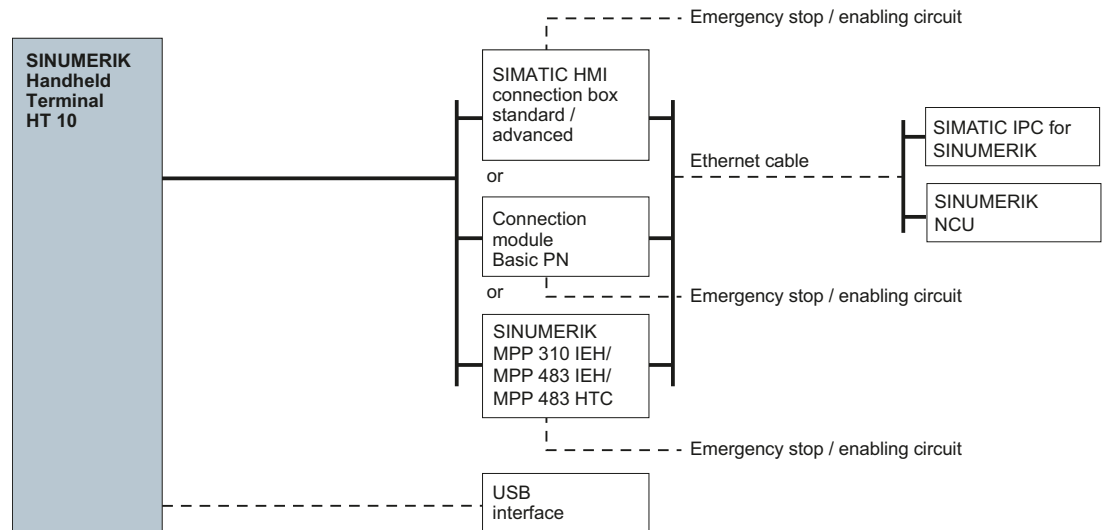 Emergency stop / enabling circuit
SINUMERIK
Handheld
Terminal
HT 10
SIMATIC HMI
connection box
standard /
advanced
or
Connection
module
Basic PN
or
Emergency stop / enabling circuit
SINUMERIK
MPP 310 IEH/
MPP 483 IEH/
MPP 483 HTC
Emergency stop / enabling circuit
USB
interface
Ethernet cable
SIMATIC IPC for
SINUMERIK
SINUMERIK
NCU